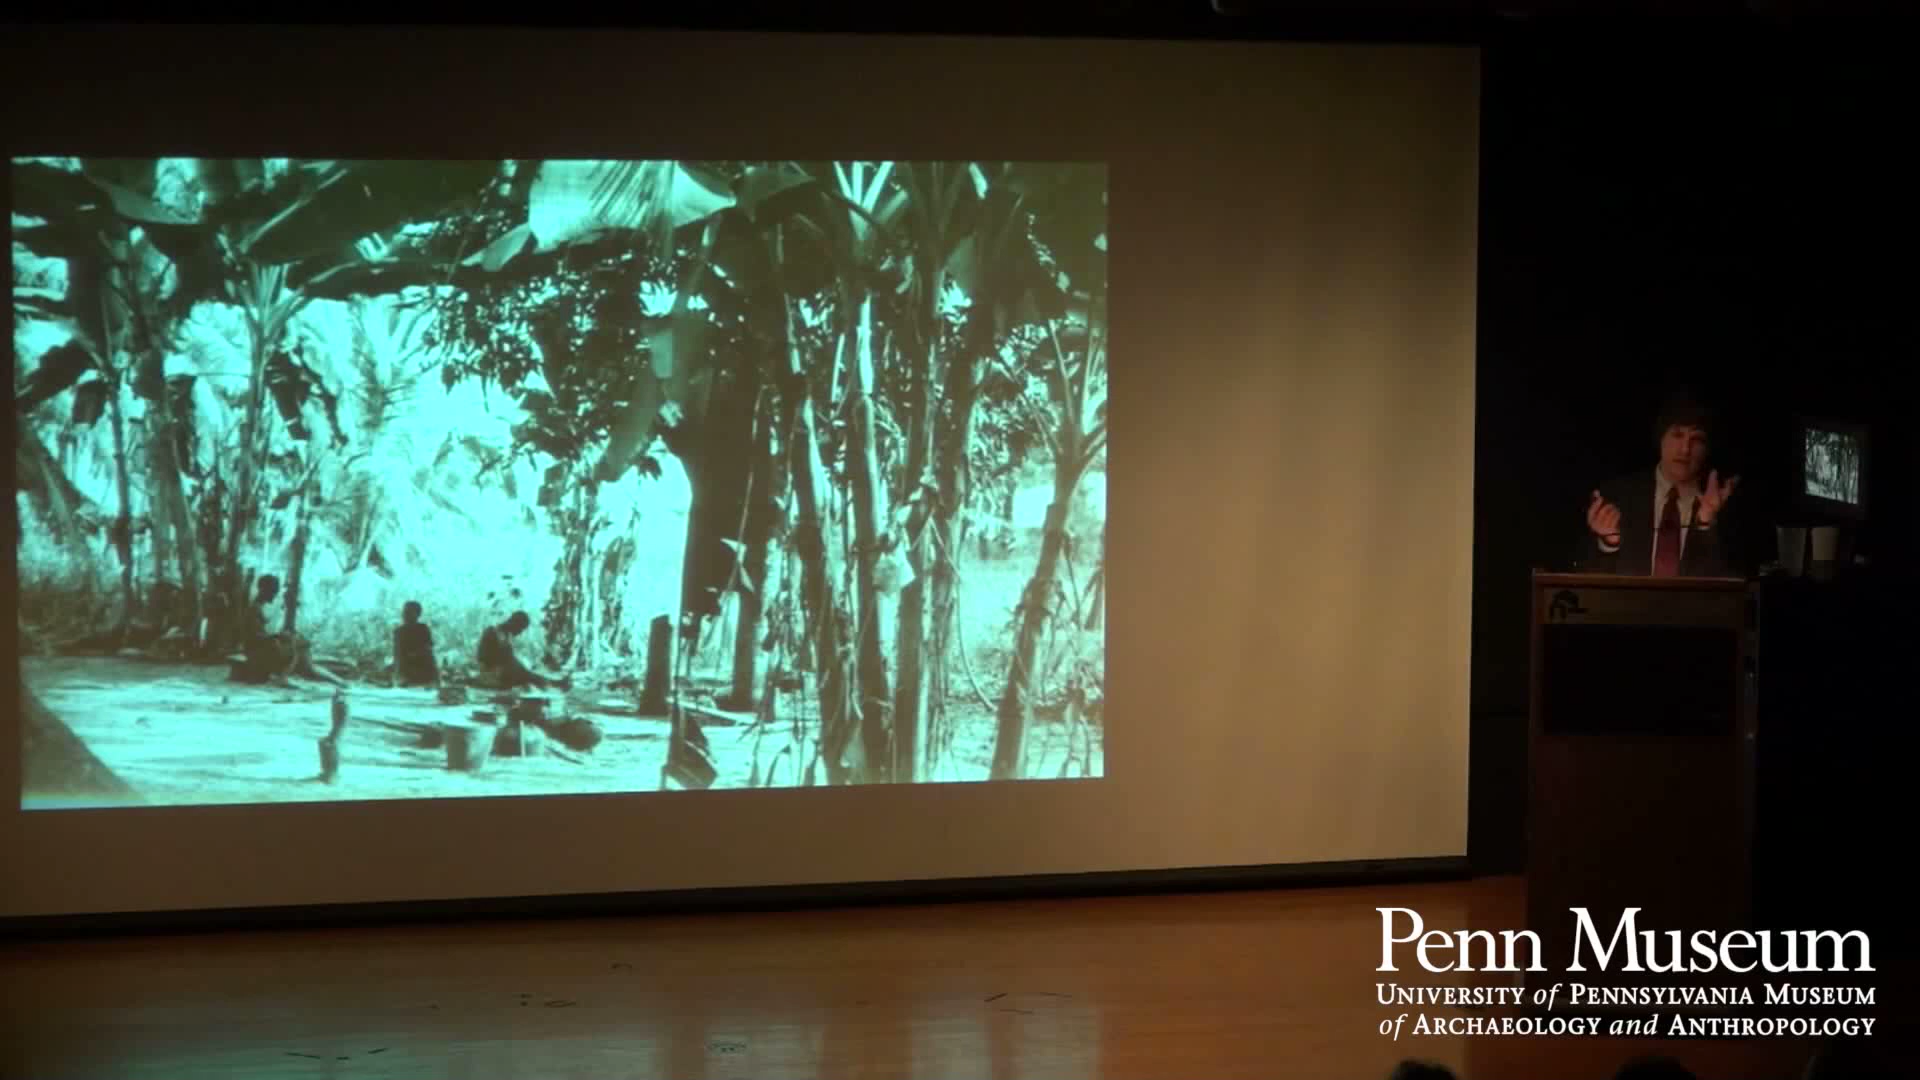 Penn Museum
UNIVERSITY of PENNSYLVANIA MUSEUM
of ARCHAEOLOGY and ANTHROPOLOGY